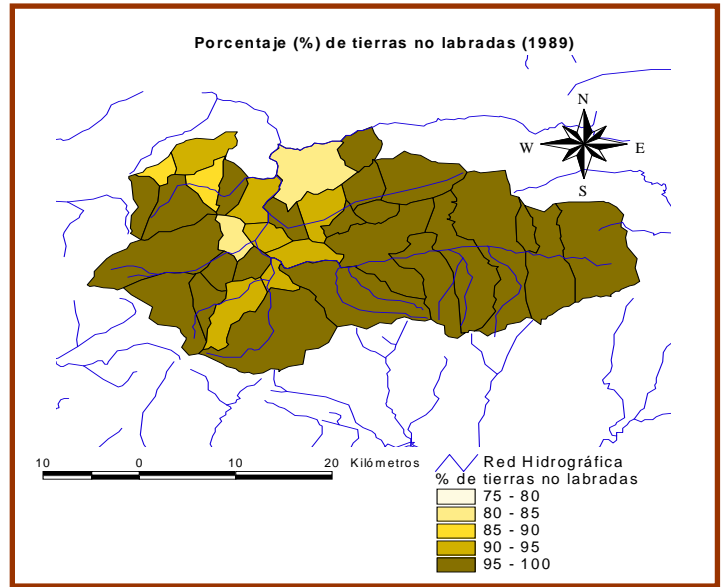 Porcentaje (%) de tierras no labradas (1989)
N
W E
S
10 0 10 20 Kilómetros
Red Hidrográfica
% de tierras no labradas
75 - 80
80 - 85
85 - 90
90 - 95
95 - 100